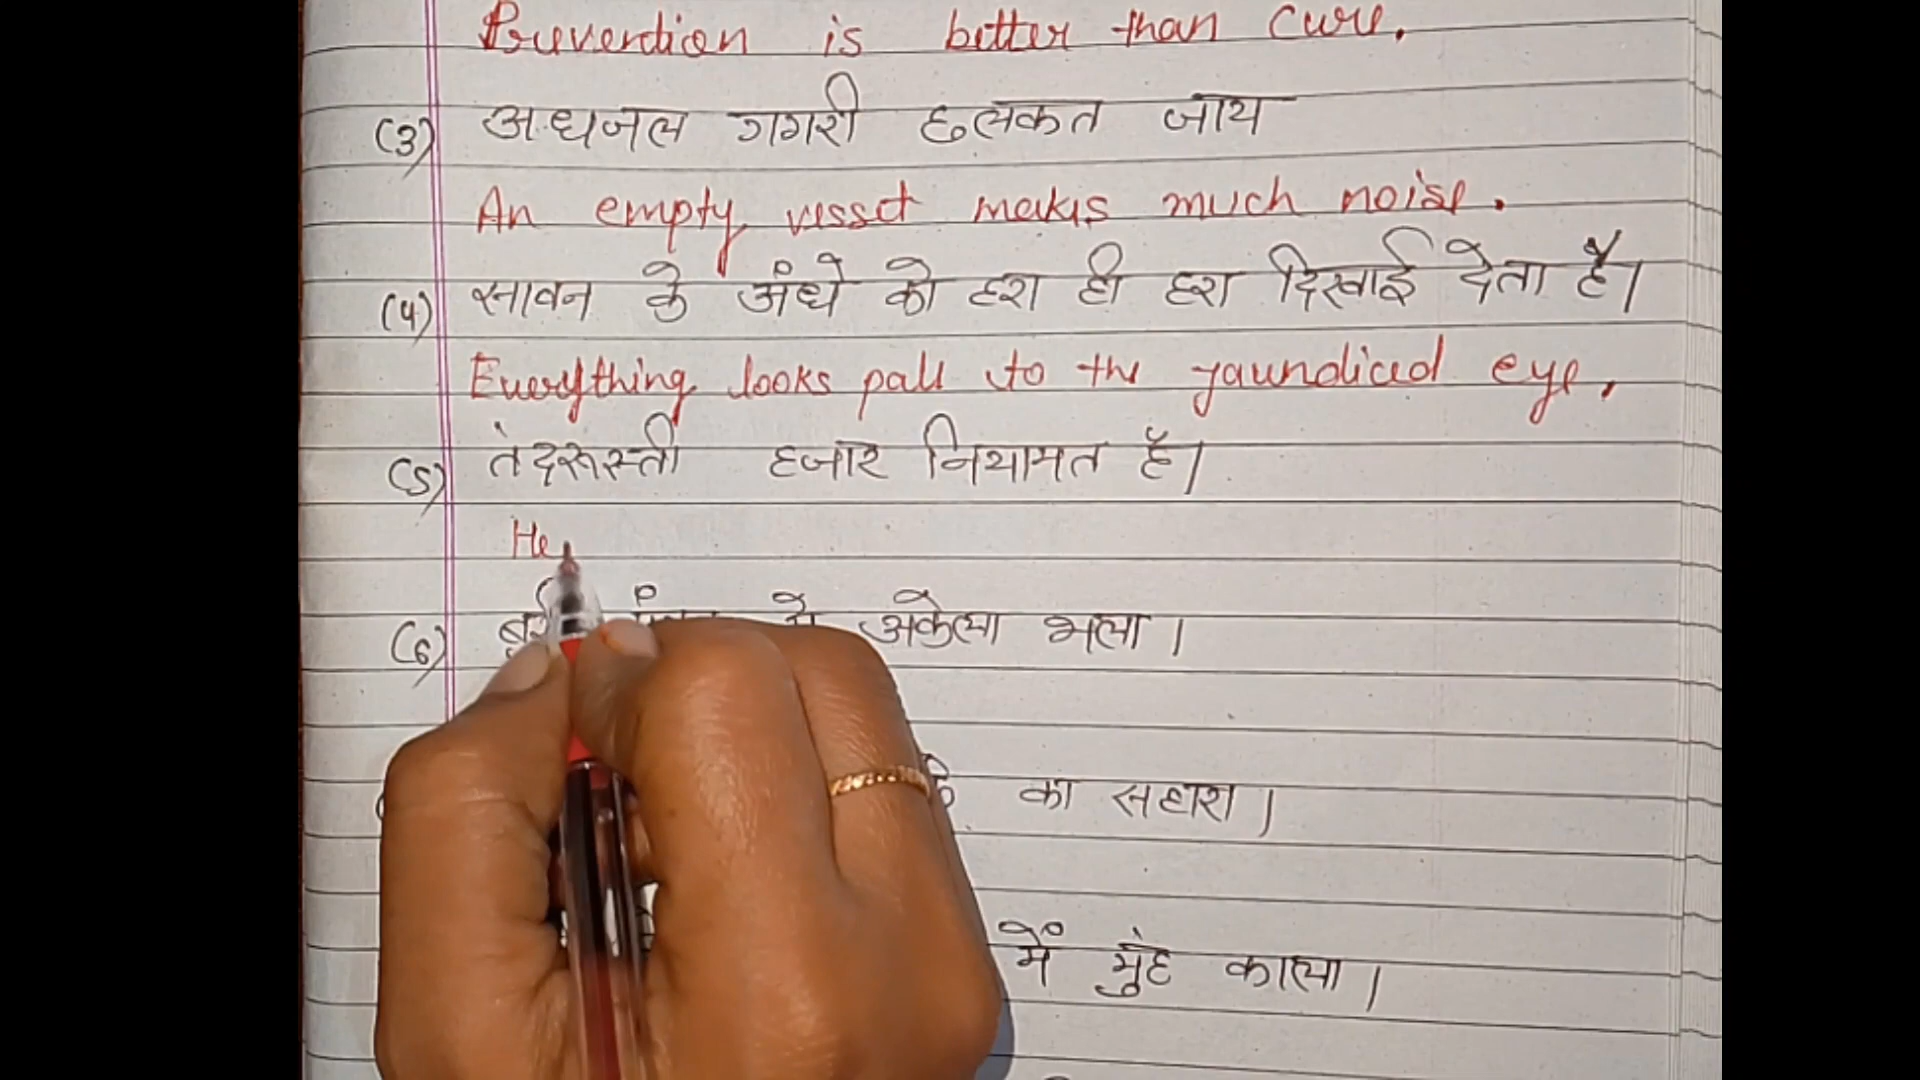 Prevention is better than cure.
(3) अधजल गगरी छलकत जाय
An empty vessel makes much noise.
(4) सावन के अंधे को हरा ही हरा दिखाई देता है।
Everything looks pale to the jaundiced eye.
(5) तंदरूस्ती हजार नियामत है।
He
(6) अकेला भला।
का सहारा।
में मुंह काला।